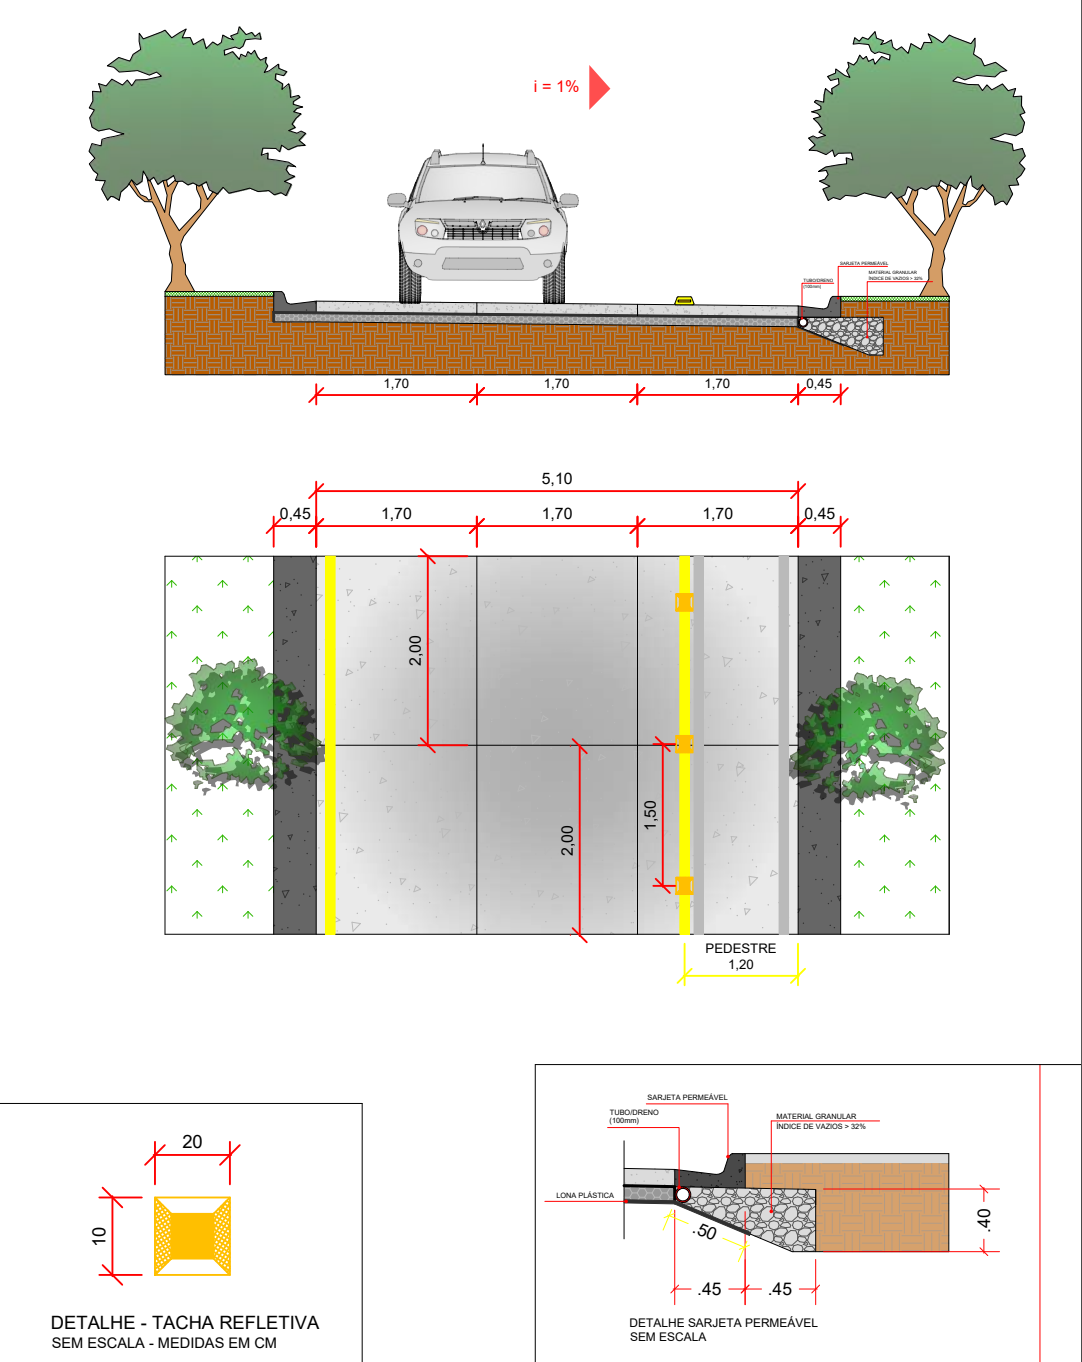 i = 1%
SARJETA PERMEÁVEL
MATERIAL GRANULAR
ÍNDICE DE VAZIOS > 32%
TUBO/DRENO
(100mm)
1,70
1,70
1,70
0,45
5,10
0,45
1,70
1,70
1,70
0,45
2,00
2,00
1,50
PEDESTRE
1,20
20
10
DETALHE - TACHA REFLETIVA
SEM ESCALA - MEDIDAS EM CM
SARJETA PERMEÁVEL
TUBO/DRENO
(100mm)
MATERIAL GRANULAR
ÍNDICE DE VAZIOS > 32%
LONA PLÁSTICA
.50
.40
.45
.45
DETALHE SARJETA PERMEÁVEL
SEM ESCALA